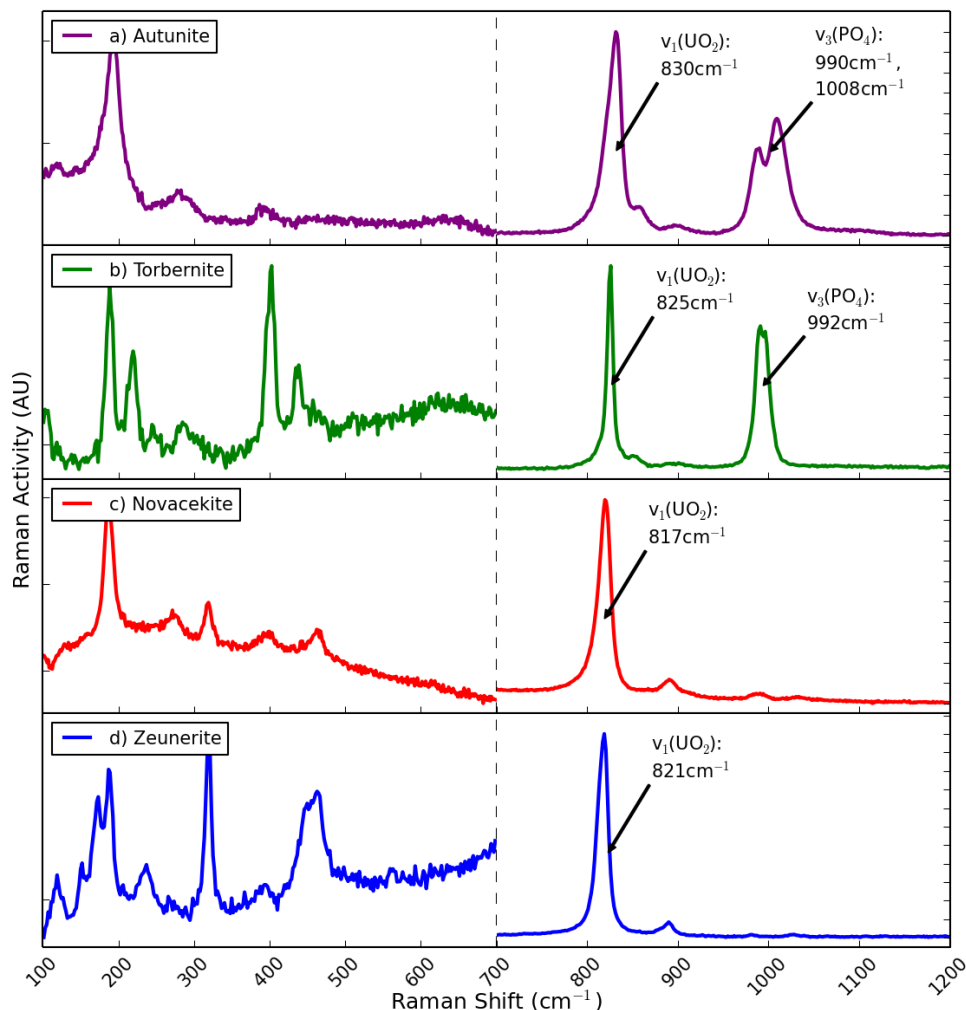 a) Autunite
v₁(UO₂):
830cm⁻¹
v₃(PO₄):
990cm⁻¹,
1008cm⁻¹
b) Torbernite
v₁(UO₂):
825cm⁻¹
v₃(PO₄):
992cm⁻¹
c) Novacekite
v₁(UO₂):
817cm⁻¹
d) Zeunerite
v₁(UO₂):
821cm⁻¹
Raman Activity (AU)
100 200 300 400 500 600 700 800 900 1000 1100 1200
Raman Shift (cm⁻¹)